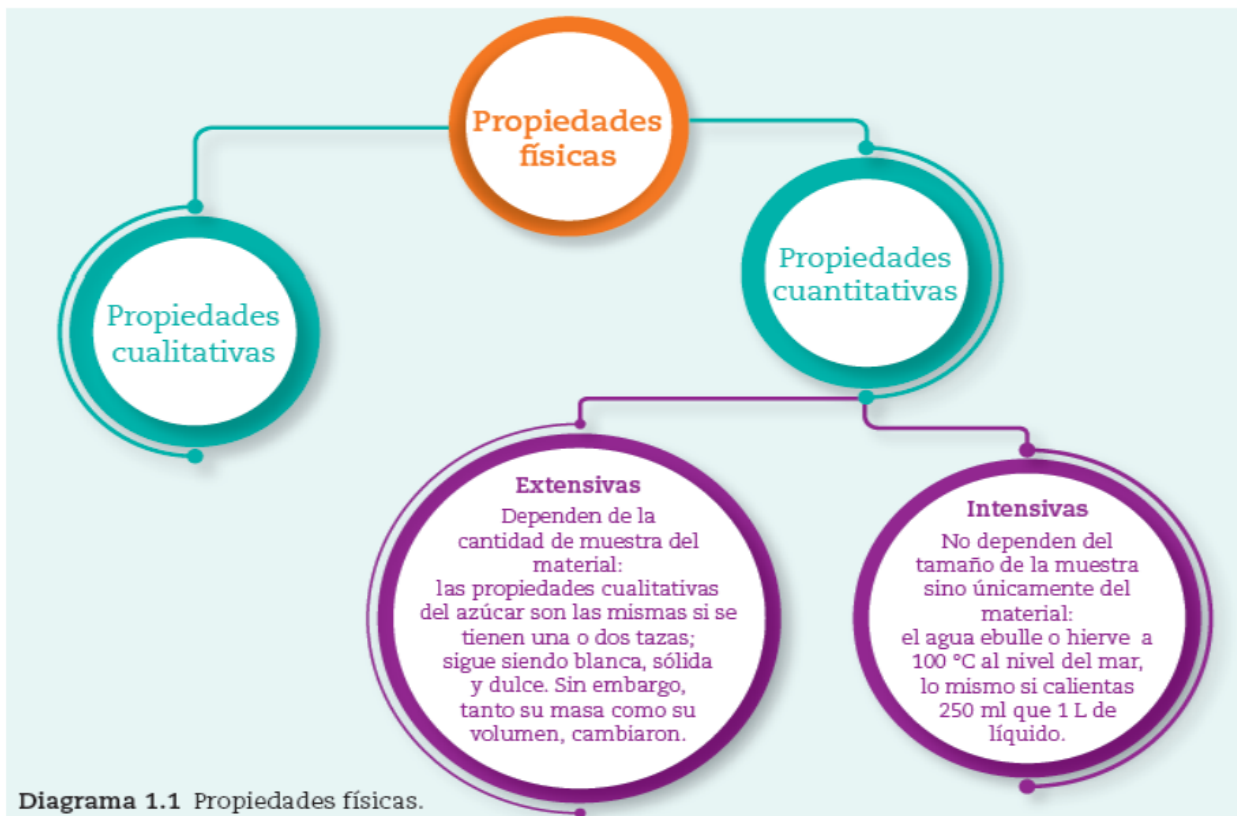 Propiedades
físicas
Propiedades
cualitativas
Propiedades
cuantitativas
Extensivas
Dependen de la
cantidad de muestra del
material:
las propiedades cualitativas
del azúcar son las mismas si se
tienen una o dos tazas;
sigue siendo blanca, sólida
y dulce. Sin embargo,
tanto su masa como su
volumen, cambiaron.
Intensivas
No dependen del
tamaño de la muestra
sino únicamente del
material:
el agua ebulle o hierve a
100 °C al nivel del mar,
lo mismo si calientas
250 ml que 1 L de
líquido.
Diagrama 1.1 Propiedades físicas.